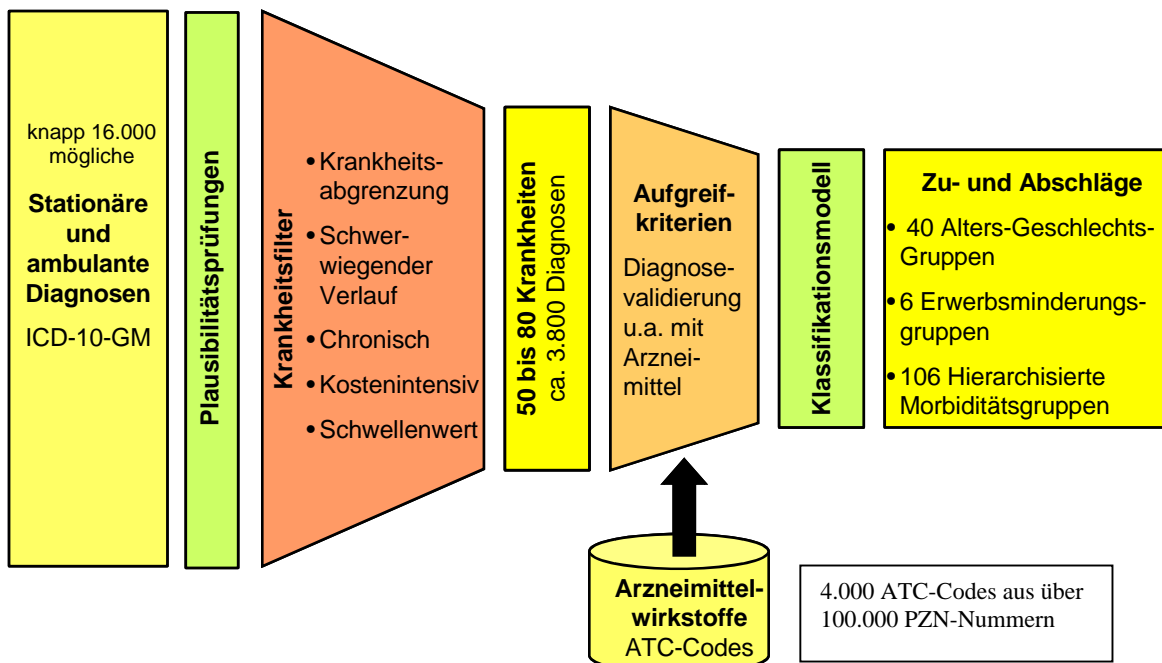 knapp 16.000
mögliche
Stationäre
und
ambulante
Diagnosen
ICD-10-GM
Plausibilitätsprüfungen
Krankheitsfilter
• Krankheits-
abgrenzung
• Schwer-
wiegender
Verlauf
• Chronisch
• Kostenintensiv
• Schwellenwert
50 bis 80 Krankheiten
ca. 3.800 Diagnosen
Aufgreif-
kriterien
Diagnose-
validierung
u.a. mit
Arznei-
mittel
Klassifikationsmodell
Zu- und Abschläge
• 40 Alters-Geschlechts-
Gruppen
• 6 Erwerbsminderungs-
gruppen
• 106 Hierarchisierte
Morbiditätsgruppen
Arzneimittel-
wirkstoffe
ATC-Codes
4.000 ATC-Codes aus über
100.000 PZN-Nummern